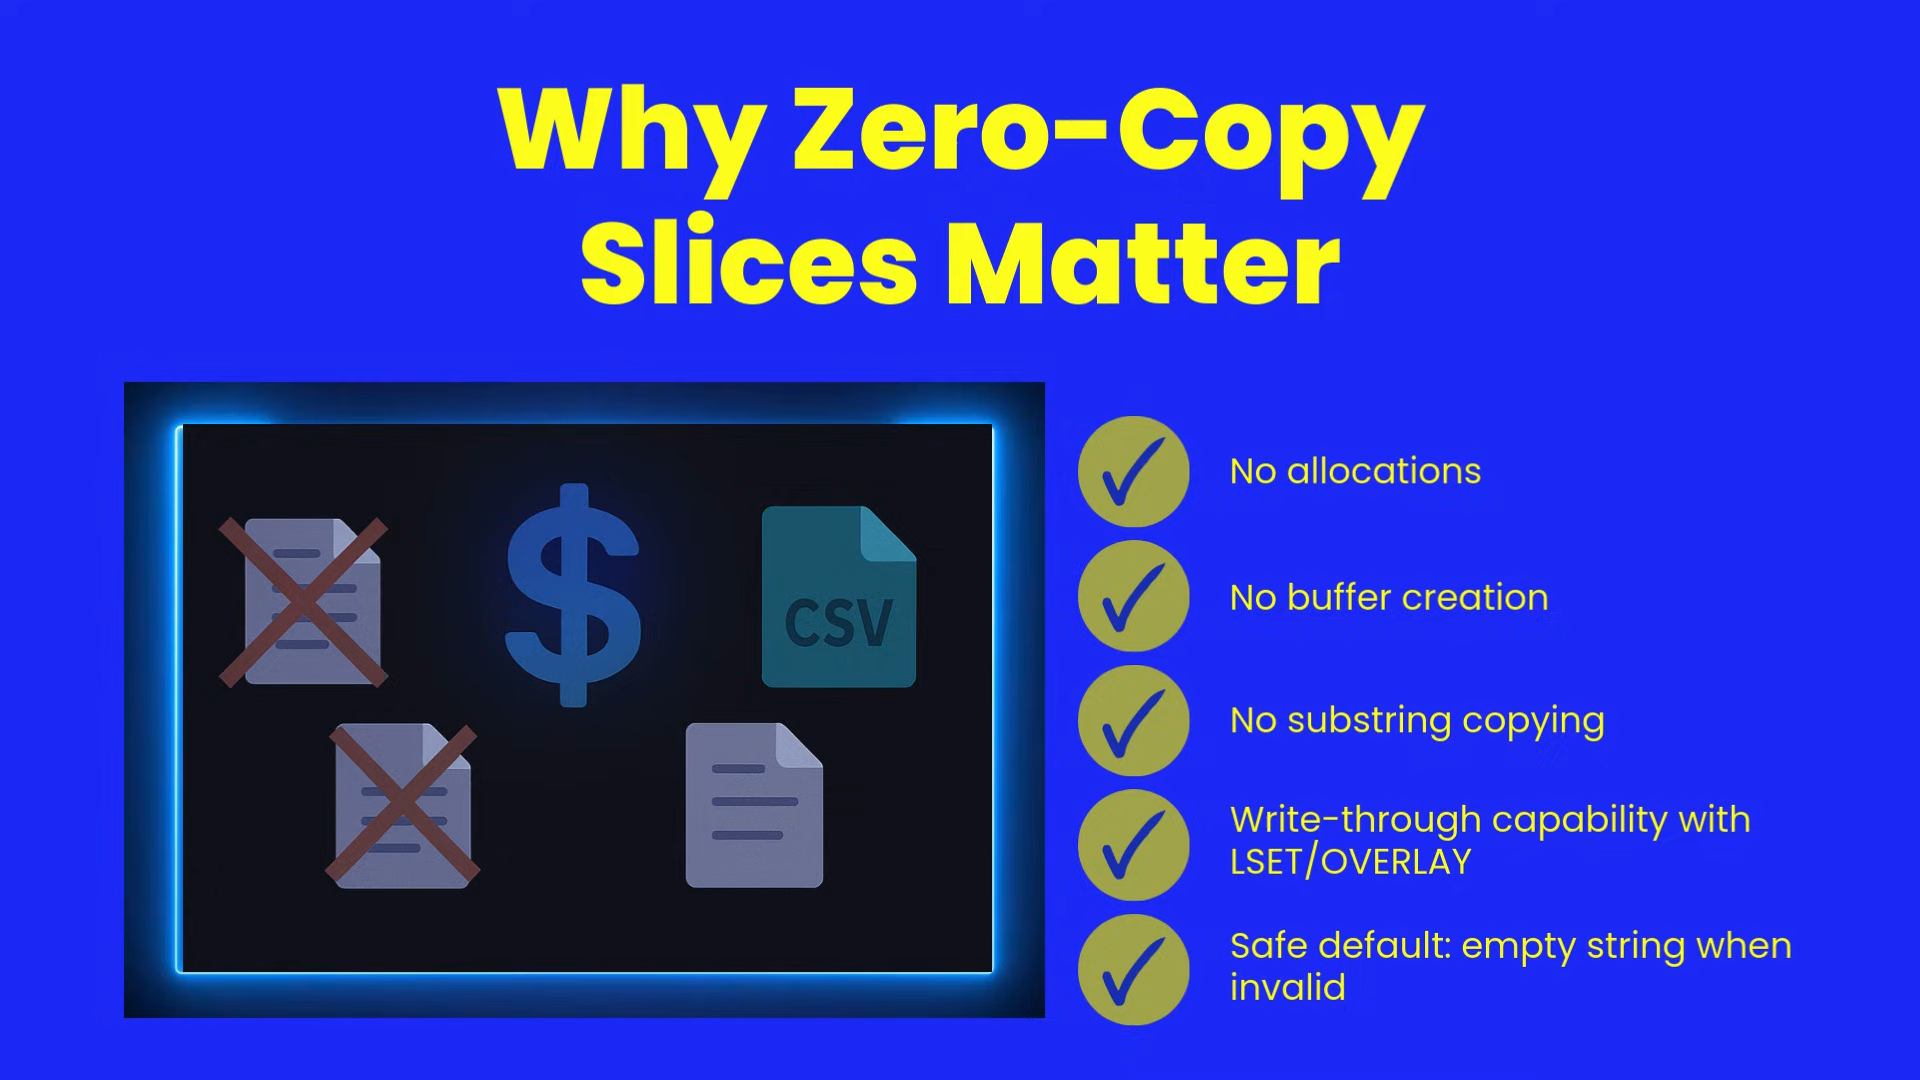 Why Zero-Copy
Slices Matter
CSV
No allocations
No buffer creation
No substring copying
Write-through capability with
LSET/OVERLAY
Safe default: empty string when
invalid